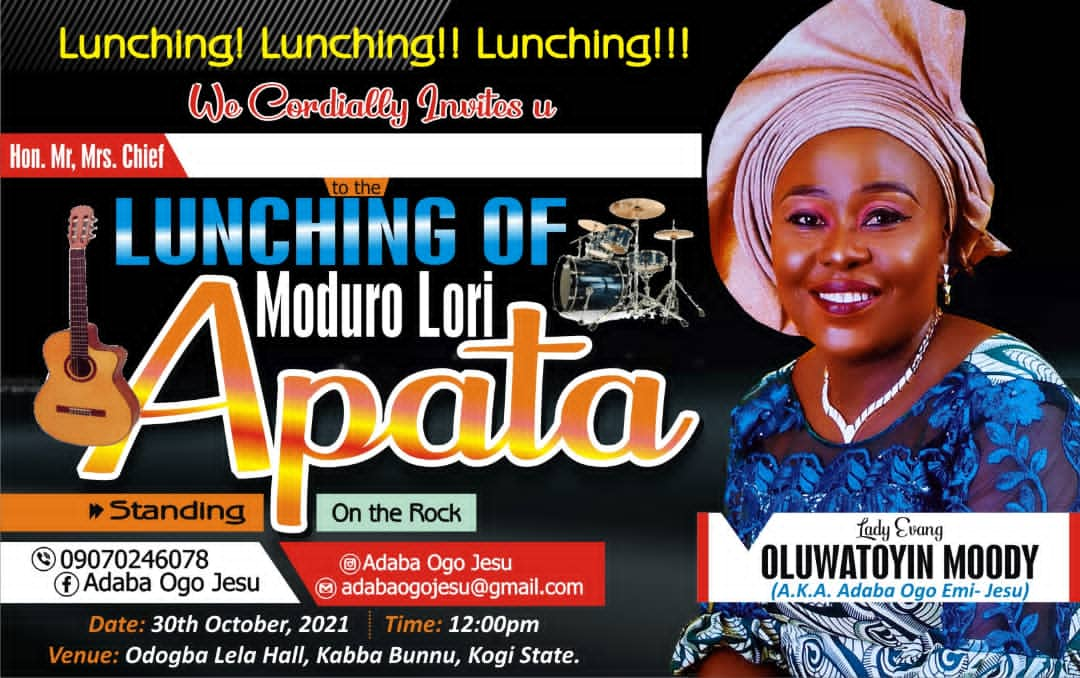 Lunching! Lunching!! Lunching!!!
We Cordially Invites u
Hon. Mr, Mrs. Chief
to the
LUNCHING OF
Moduro Lori
Apata
Standing
On the Rock
09070246078
Adaba Ogo Jesu
Adaba Ogo Jesu
adabaogojesu@gmail.com
Date: 30th October, 2021 Time: 12:00pm
Venue: Odogba Lela Hall, Kabba Bunnu, Kogi State.
Lady Evang
OLUWATOYIN MOODY
(A.K.A. Adaba Ogo Emi- Jesu)